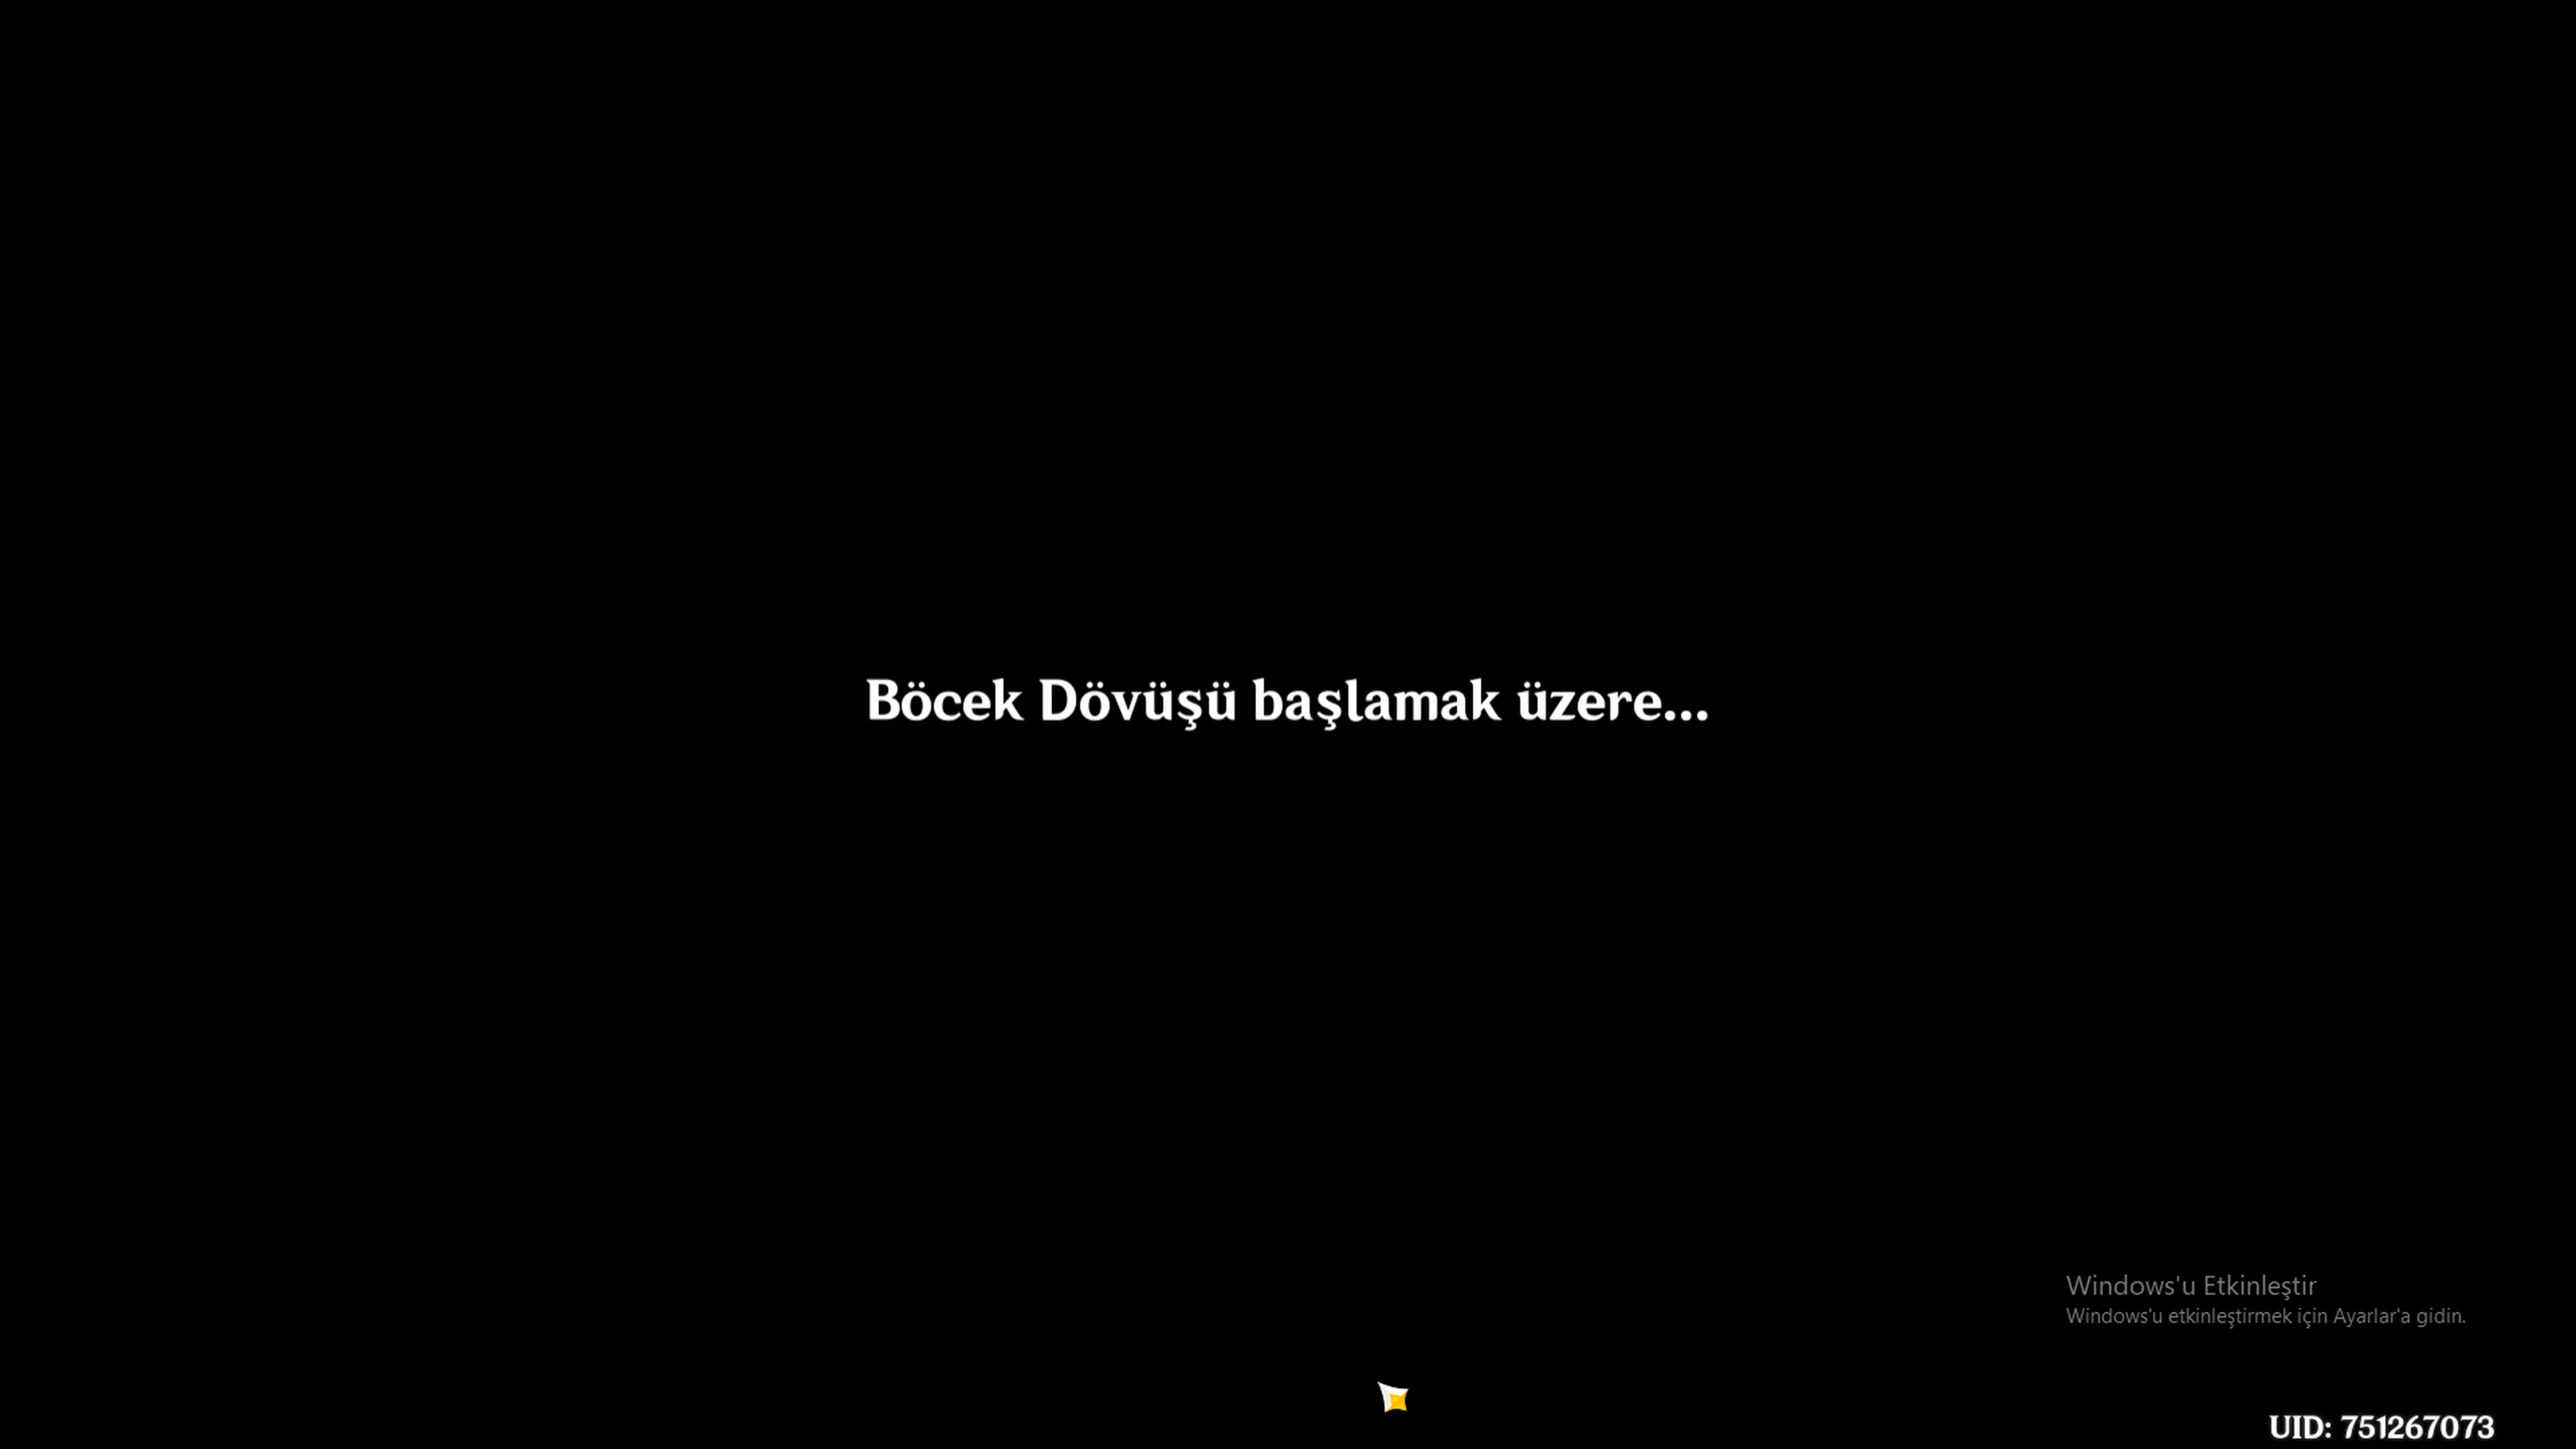 Böcek Dövüşü başlamak üzere...
Windows'u Etkinleştir
Windows'u etkinleştirmek için Ayarlar'a gidin.
UID: 751267073